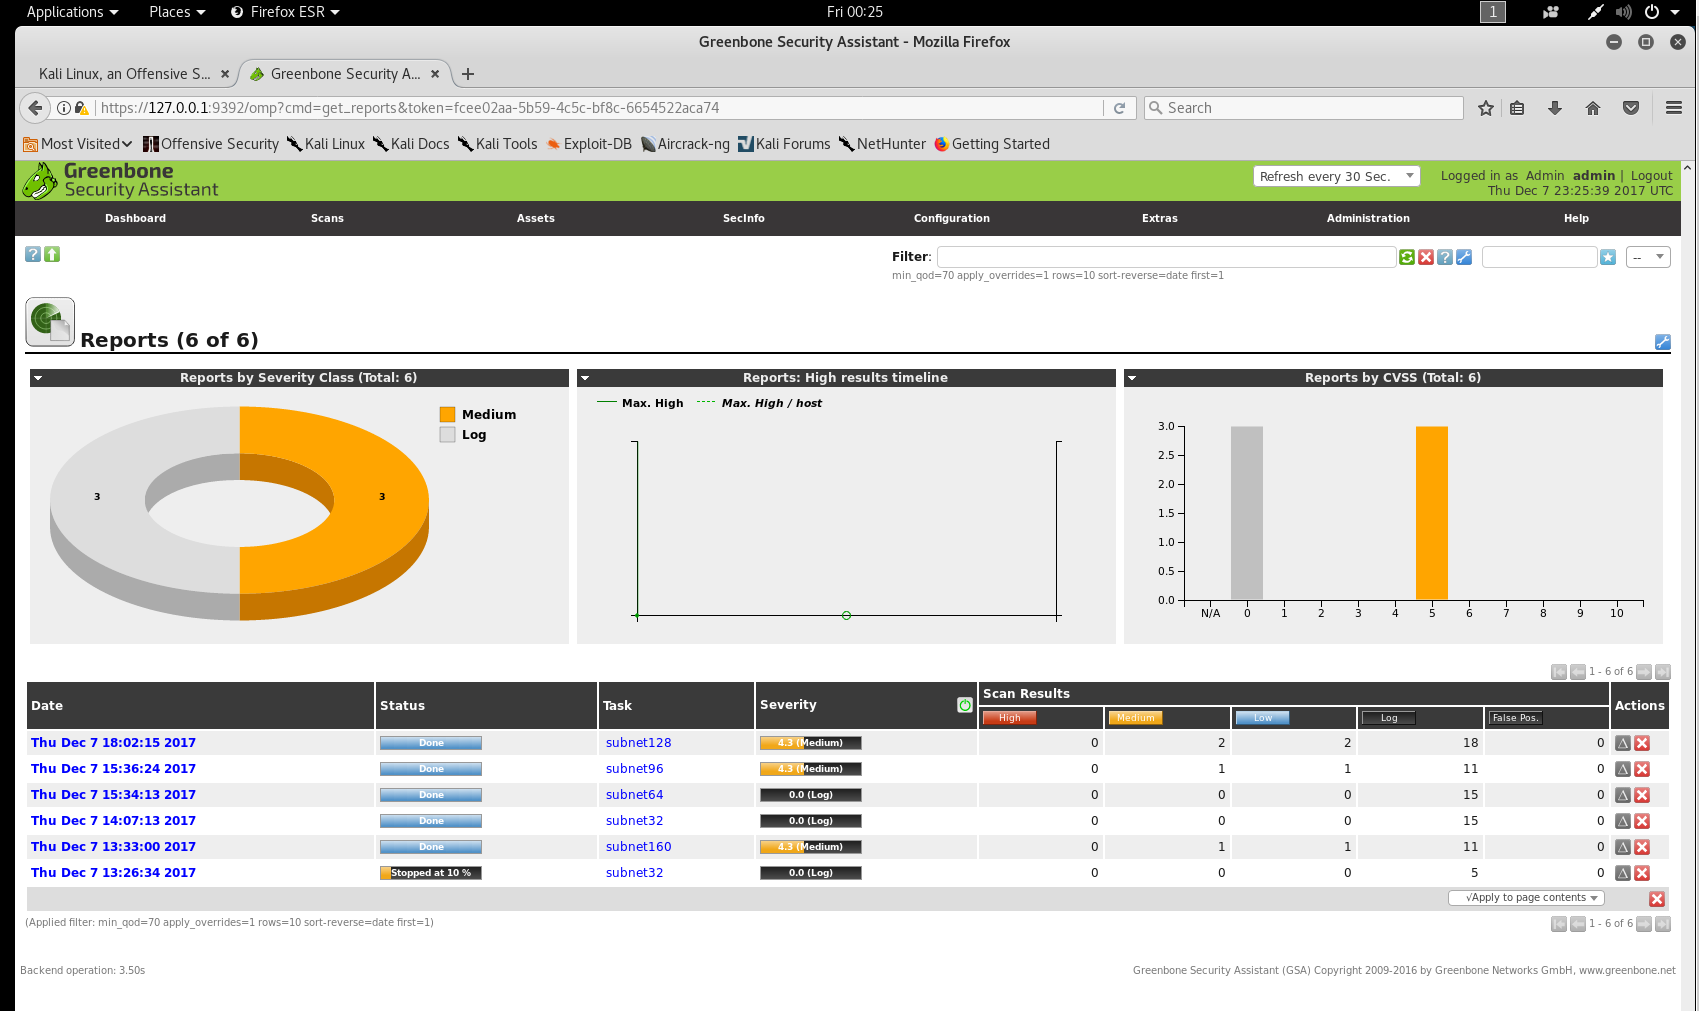 Applications Places Firefox ESR Fri 00:25 1
Greenbone Security Assistant - Mozilla Firefox
Kali Linux, an Offensive S... Greenbone Security A...
https://127.0.0.1:9392/omp?cmd=get_reports&token=fcee02aa-5b59-4c5c-bf8c-6654522aca74 Search
Most Visited Offensive Security Kali Linux Kali Docs Kali Tools Exploit-DB Aircrack-ng Kali Forums NetHunter Getting Started
Greenbone
Security Assistant
Refresh every 30 Sec. Logged in as Admin admin | Logout
Thu Dec 7 23:25:39 2017 UTC
Dashboard Scans Assets SecInfo Configuration Extras Administration Help
Filter: --
min_qod=70 apply_overrides=1 rows=10 sort-reverse=date first=1
Reports (6 of 6)
Reports by Severity Class (Total: 6)
Medium
Log
3 3
Reports: High results timeline
Max. High Max. High / host
Reports by CVSS (Total: 6)
3.0
2.5
2.0
1.5
1.0
0.5
0.0
N/A 0 1 2 3 4 5 6 7 8 9 10
1 - 6 of 6
Date Status Task Severity Scan Results Actions
High Medium Low Log False Pos.
Thu Dec 7 18:02:15 2017 Done subnet128 4.3 (Medium) 0 2 2 18 0
Thu Dec 7 15:36:24 2017 Done subnet96 4.3 (Medium) 0 1 1 11 0
Thu Dec 7 15:34:13 2017 Done subnet64 0.0 (Log) 0 0 0 15 0
Thu Dec 7 14:07:13 2017 Done subnet32 0.0 (Log) 0 0 0 15 0
Thu Dec 7 13:33:00 2017 Done subnet160 4.3 (Medium) 0 1 1 11 0
Thu Dec 7 13:26:34 2017 Stopped at 10 % subnet32 0.0 (Log) 0 0 0 5 0
√Apply to page contents
(Applied filter: min_qod=70 apply_overrides=1 rows=10 sort-reverse=date first=1) 1 - 6 of 6
Backend operation: 3.50s Greenbone Security Assistant (GSA) Copyright 2009-2016 by Greenbone Networks GmbH, www.greenbone.net